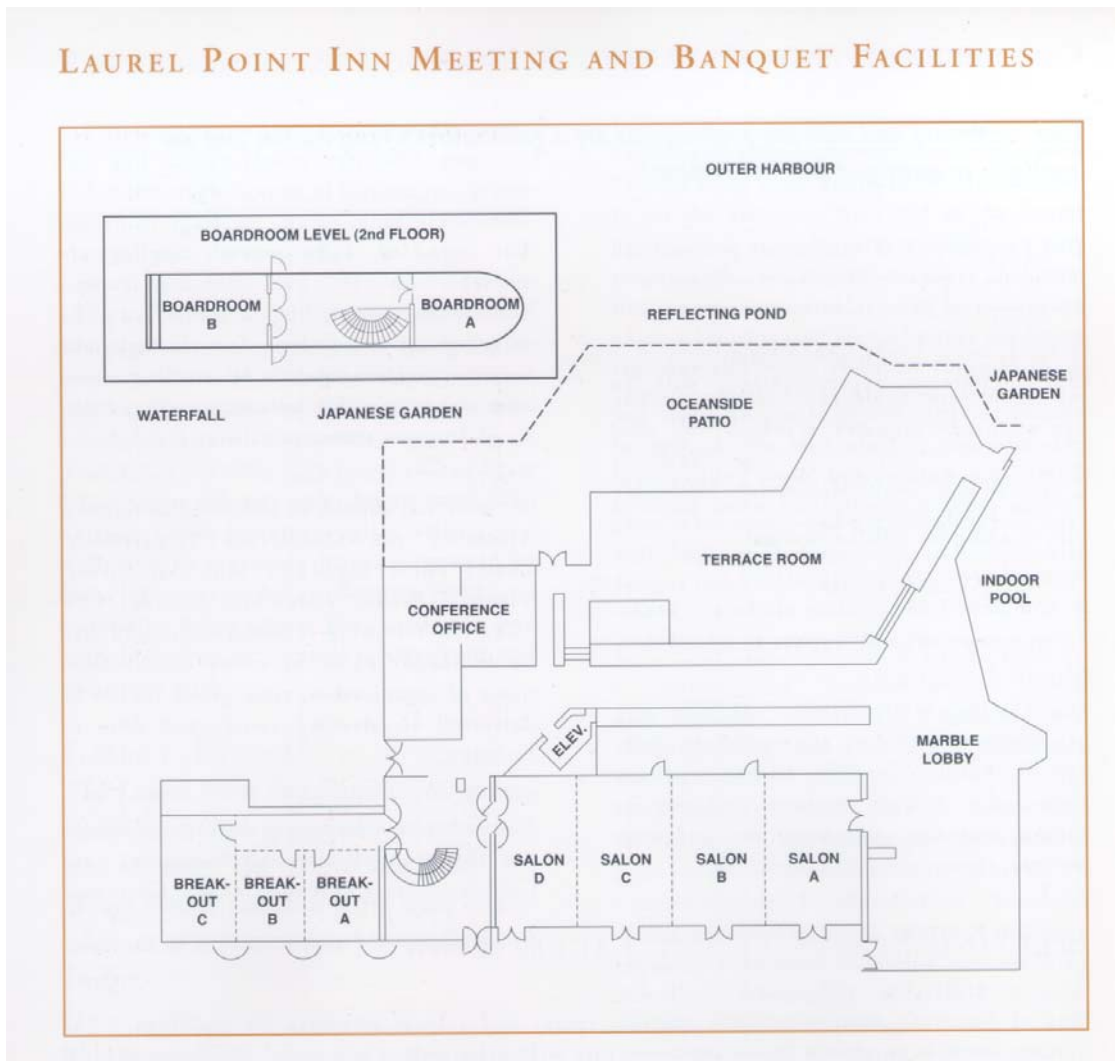 LAUREL POINT INN MEETING AND BANQUET FACILITIES
OUTER HARBOUR
BOARDROOM LEVEL (2nd FLOOR)
BOARDROOM
B
BOARDROOM
A
REFLECTING POND
WATERFALL
JAPANESE GARDEN
OCEANSIDE
PATIO
JAPANESE
GARDEN
TERRACE ROOM
CONFERENCE
OFFICE
INDOOR
POOL
ELEV.
MARBLE
LOBBY
BREAK-
OUT
C
BREAK-
OUT
B
BREAK-
OUT
A
SALON
D
SALON
C
SALON
B
SALON
A